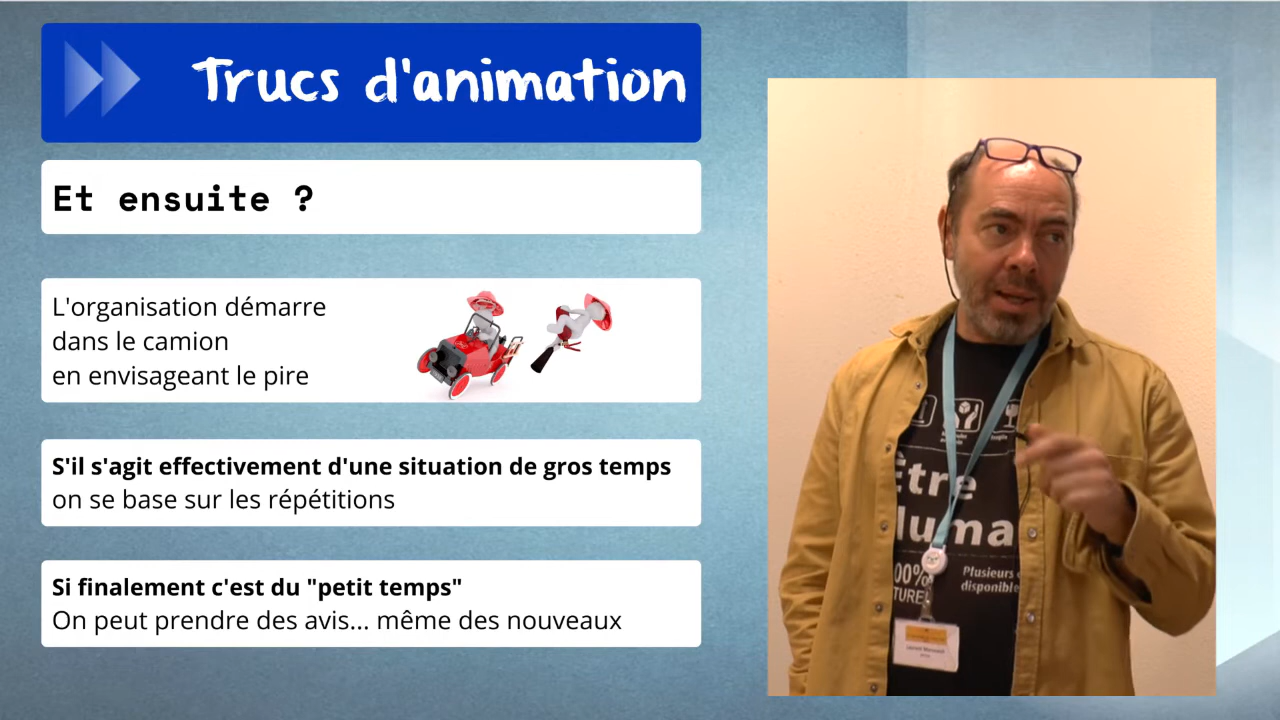 Trucs d'animation
Et ensuite ?
L'organisation démarre
dans le camion
en envisageant le pire
S'il s'agit effectivement d'une situation de gros temps
on se base sur les répétitions
Si finalement c'est du "petit temps"
On peut prendre des avis... même des nouveaux
Être
Huma
100%
Plusieurs
disponible